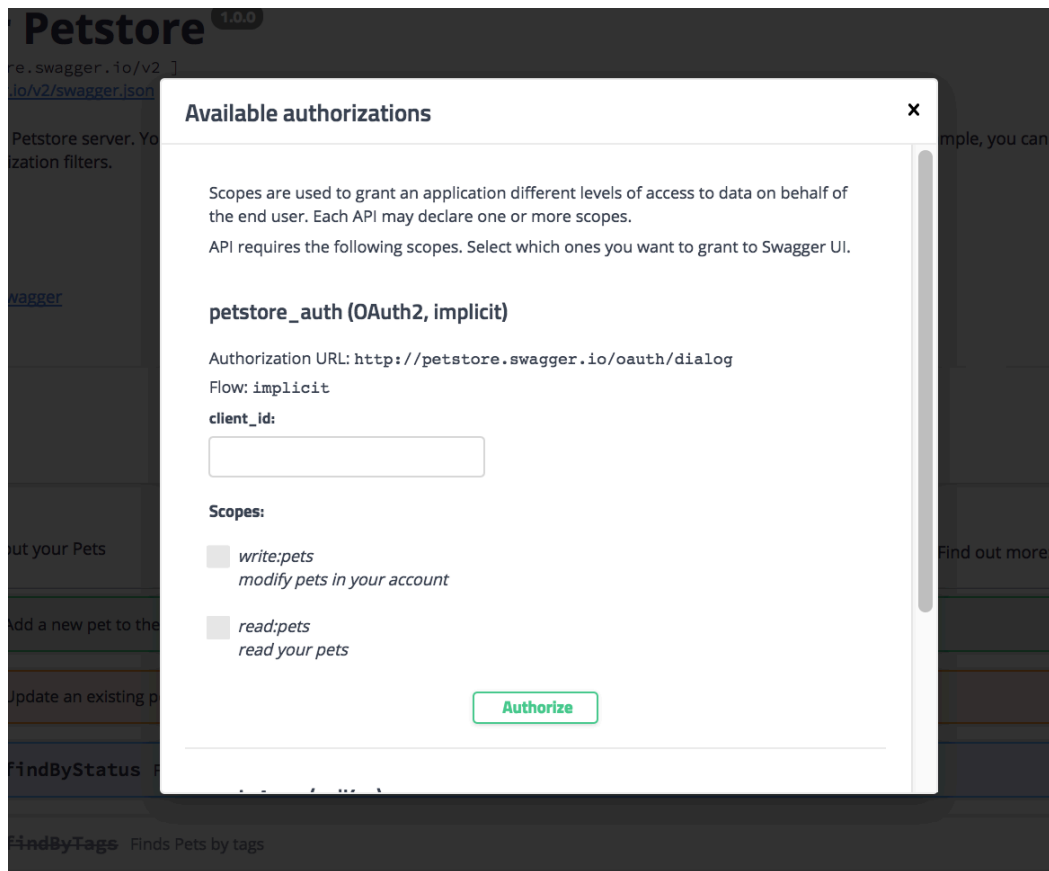 Petstore 1.0.0
re.swagger.io/v2 ]
.io/v2/swagger.json
Available authorizations
×
Petstore server. Yo
mple, you can
ization filters.
Scopes are used to grant an application different levels of access to data on behalf of
the end user. Each API may declare one or more scopes.
API requires the following scopes. Select which ones you want to grant to Swagger UI.
wagger
petstore_auth (OAuth2, implicit)
Authorization URL: http://petstore.swagger.io/oauth/dialog
Flow: implicit
client_id:
Scopes:
out your Pets
Find out more
write:pets
modify pets in your account
Add a new pet to the
read:pets
read your pets
Update an existing p
Authorize
findByStatus
findByTags Finds Pets by tags